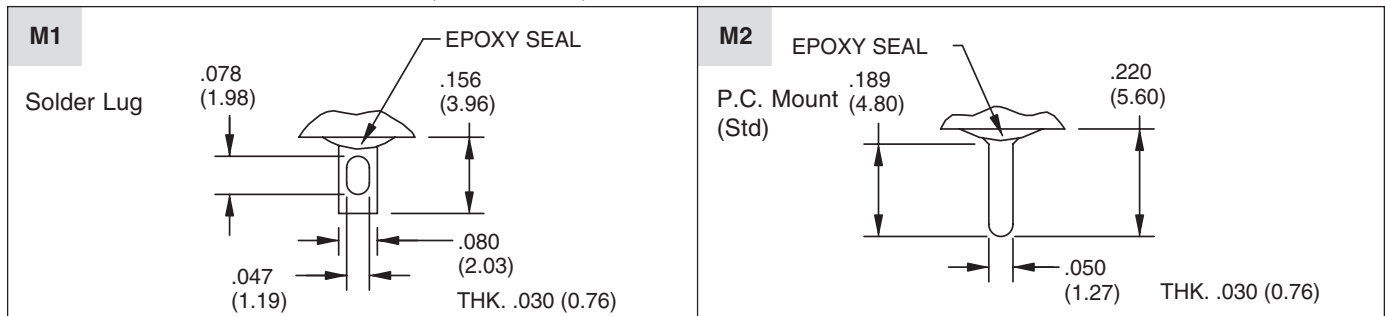 M1
EPOXY SEAL
.078
(1.98)
.156
(3.96)
Solder Lug
.080
(2.03)
.047
(1.19)
THK. .030 (0.76)
M2
EPOXY SEAL
.189
(4.80)
.220
(5.60)
P.C. Mount
(Std)
.050
(1.27)
THK. .030 (0.76)